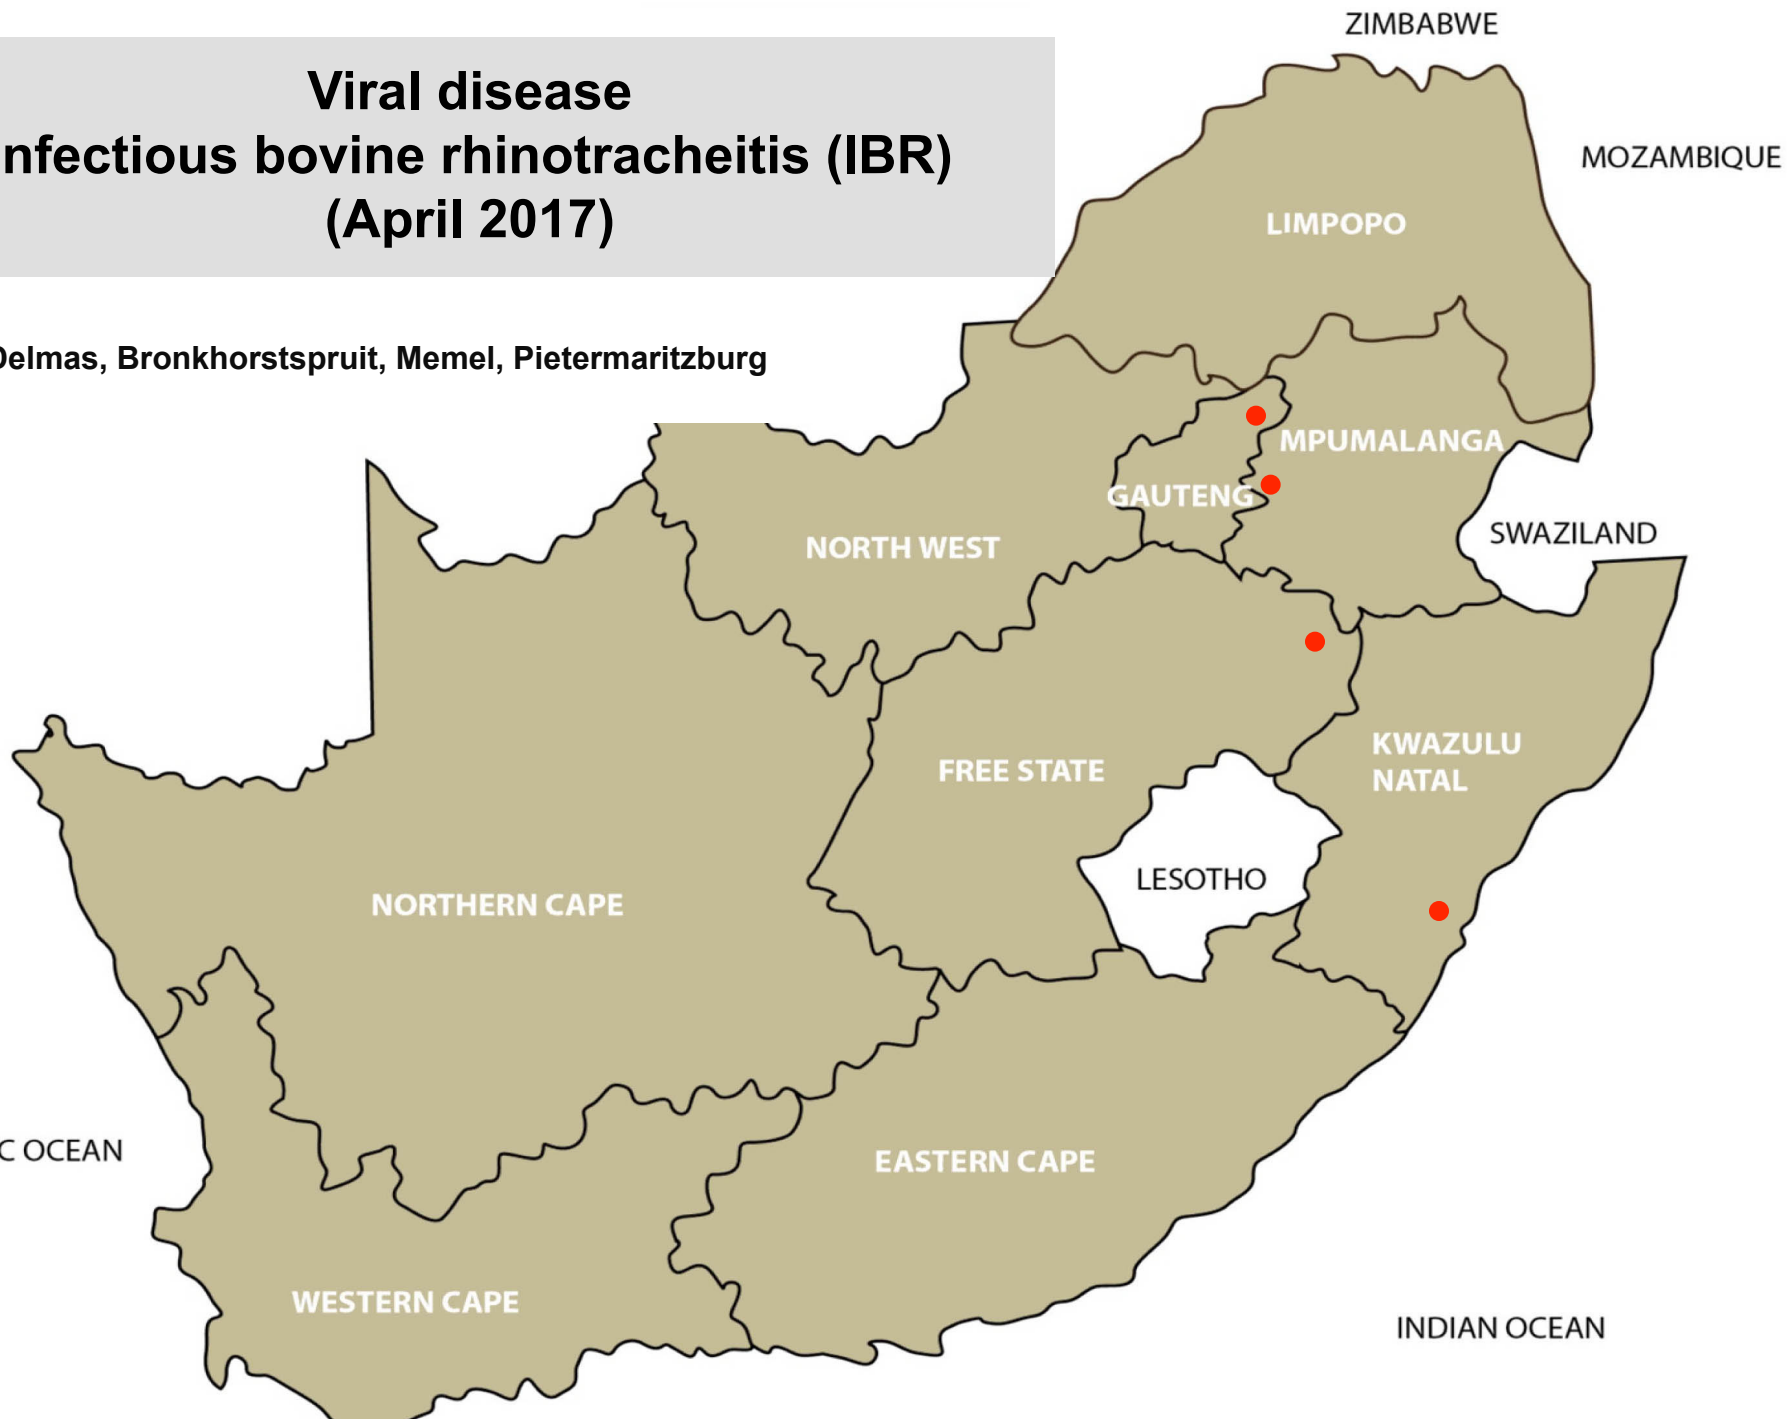 ZIMBABWE
Viral disease
nfectious bovine rhinotracheitis (IBR)
(April 2017)
MOZAMBIQUE
LIMPOPO
Delmas, Bronkhorstspruit, Memel, Pietermaritzburg
MPUMALANGA
GAUTENG
SWAZILAND
NORTH WEST
KWAZULU
NATAL
FREE STATE
LESOTHO
NORTHERN CAPE
C OCEAN
EASTERN CAPE
WESTERN CAPE
INDIAN OCEAN